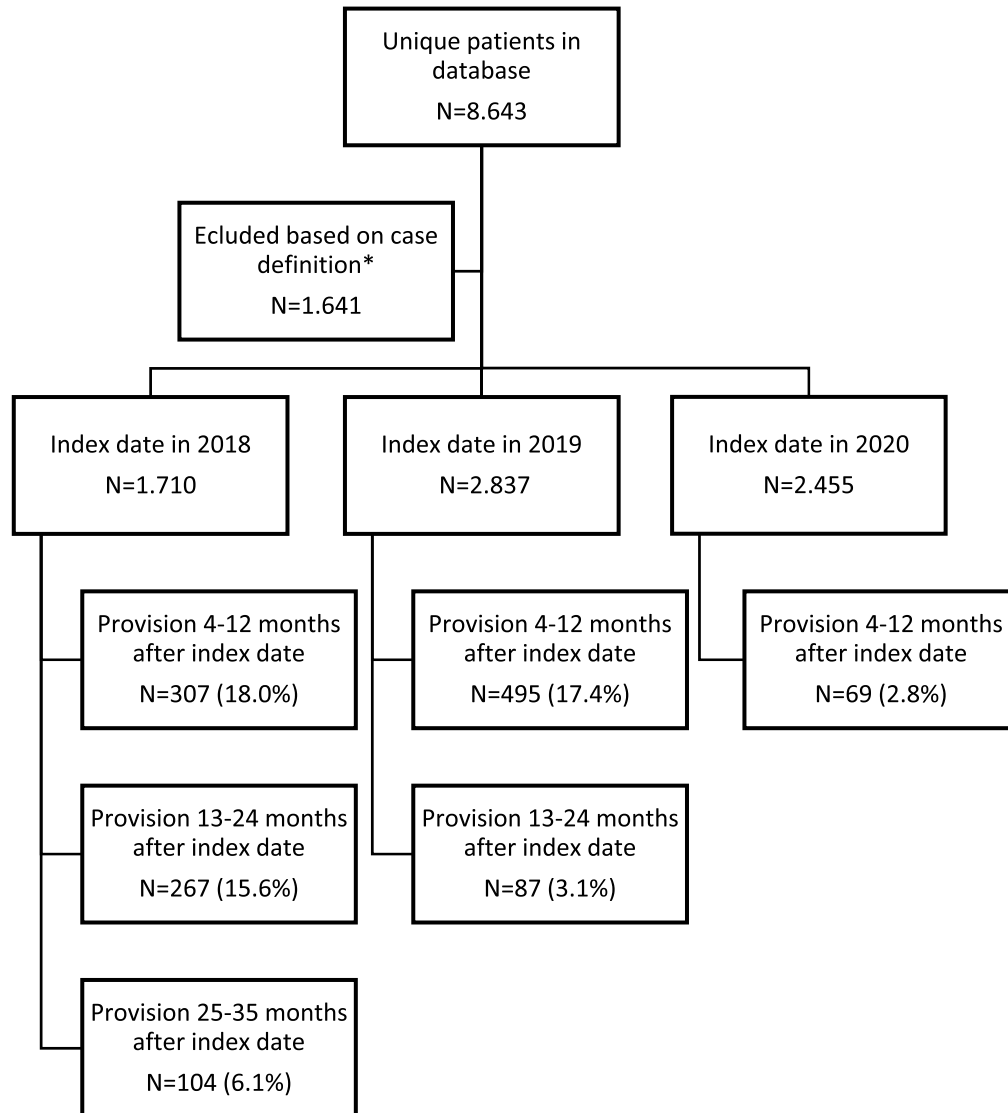 Unique patients in
database
N=8.643
Ecluded based on case
definition*
N=1.641
Index date in 2018
N=1.710
Index date in 2019
N=2.837
Index date in 2020
N=2.455
Provision 4-12 months
after index date
N=307 (18.0%)
Provision 4-12 months
after index date
N=495 (17.4%)
Provision 4-12 months
after index date
N=69 (2.8%)
Provision 13-24 months
after index date
N=267 (15.6%)
Provision 13-24 months
after index date
N=87 (3.1%)
Provision 25-35 months
after index date
N=104 (6.1%)